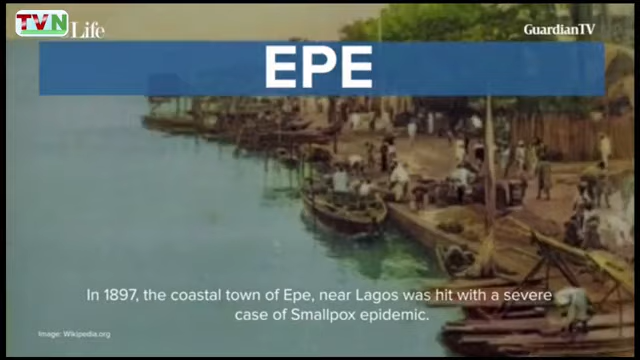 TVN
Life
GuardianTV
EPE
In 1897, the coastal town of Epe, near Lagos was hit with a severe
case of Smallpox epidemic.
Image: Wikipedia.org